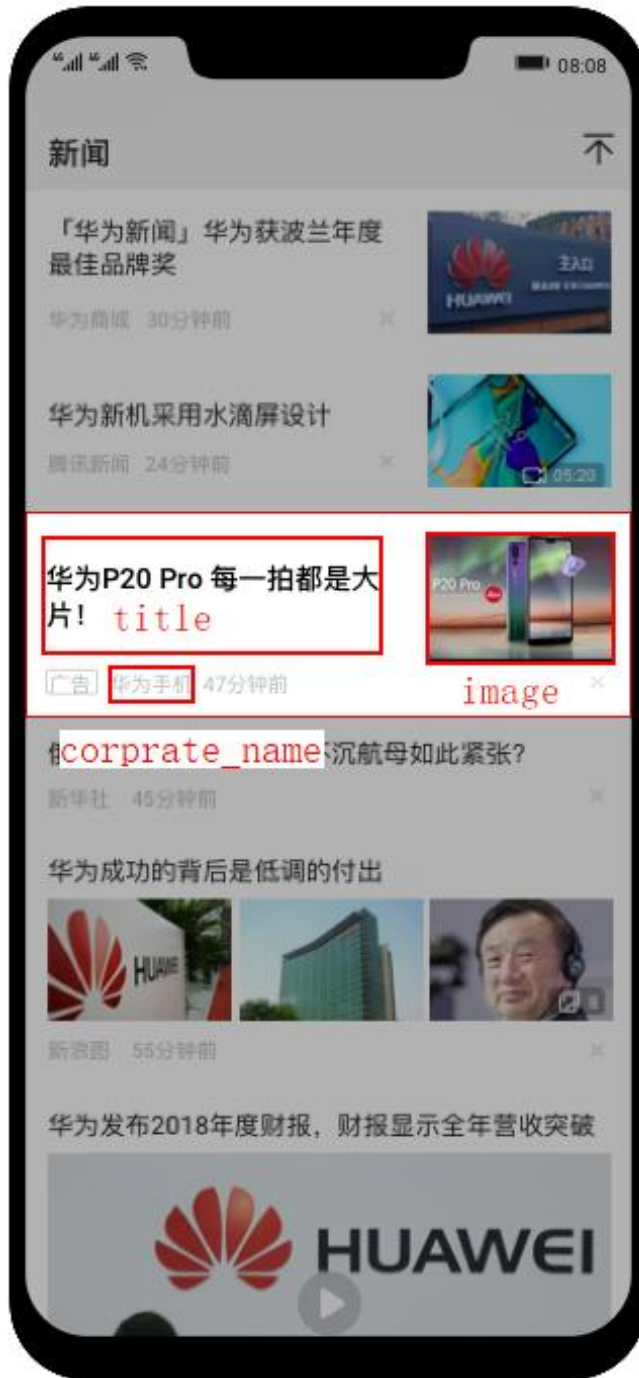 08:08
新闻
「华为新闻」华为获波兰年度
最佳品牌奖
华为商城 30分钟前
主入口
HUAWEI
华为新机采用水滴屏设计
腾讯新闻 24分钟前
05:20
华为P20 Pro 每一拍都是大
片！
title
P20 Pro
广告 华为手机 47分钟前
image
corprate_name
不沉航母如此紧张?
新华社 45分钟前
华为成功的背后是低调的付出
HUAWEI
新浪图 55分钟前
华为发布2018年度财报，财报显示全年营收突破
HUAWEI